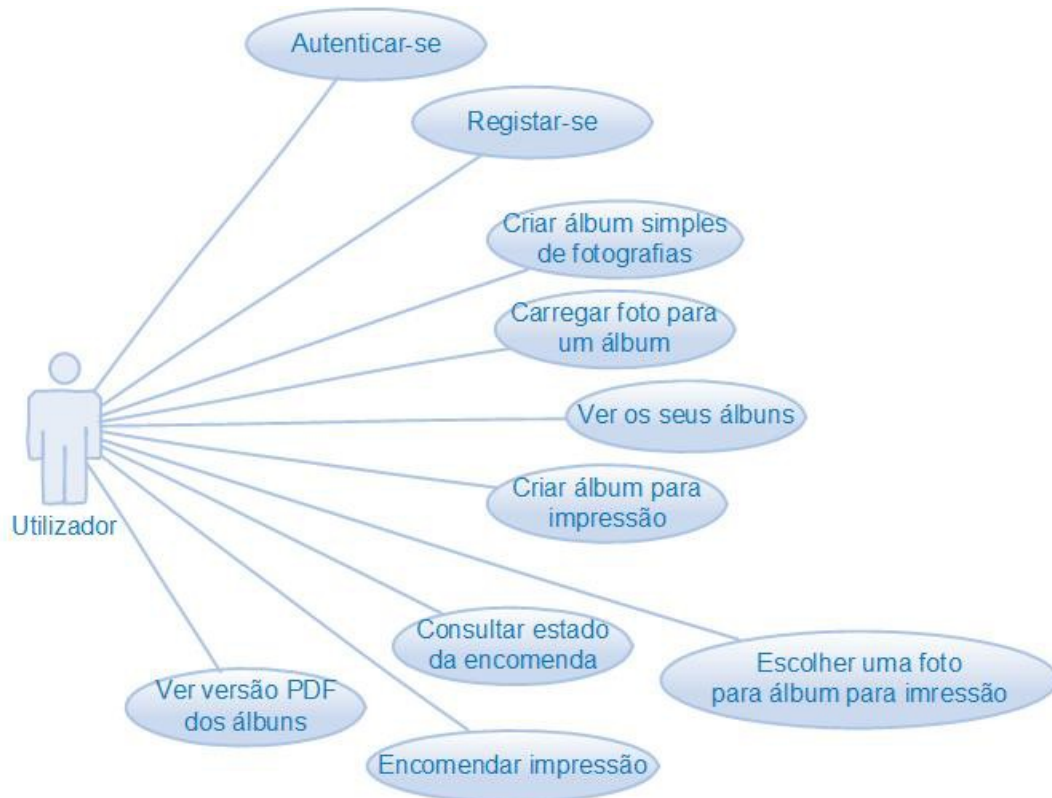 Autenticar-se
Registar-se
Criar álbum simples
de fotografias
Carregar foto para
um álbum
Ver os seus álbuns
Criar álbum para
impressão
Utilizador
Consultar estado
da encomenda
Escolher uma foto
para álbum para imressão
Ver versão PDF
dos álbuns
Encomendar impressão